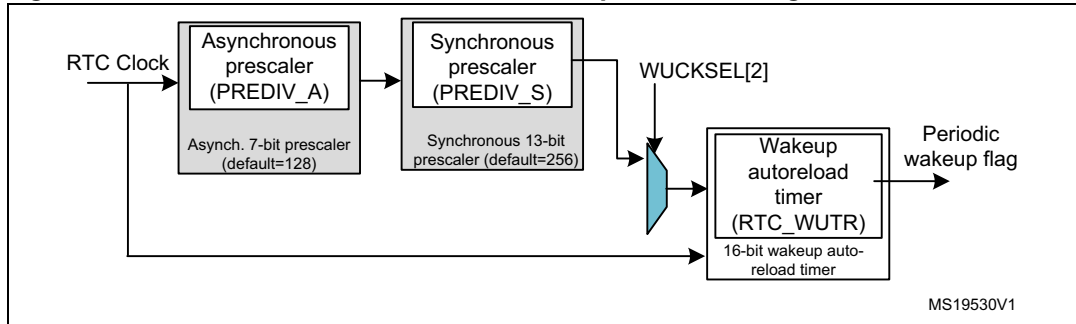 Asynchronous
prescaler
(PREDIV_A)
Asynch. 7-bit prescaler
(default=128)
RTC Clock
Synchronous
prescaler
(PREDIV_S)
Synchronous 13-bit
prescaler (default=256)
WUCKSEL[2]
Wakeup
autoreload
timer
(RTC_WUTR)
16-bit wakeup auto-
reload timer
Periodic
wakeup flag
MS19530V1